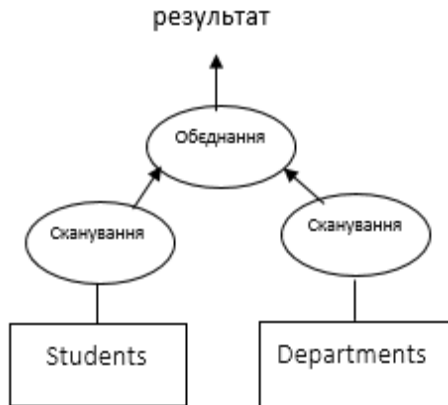 результат
Обєднання
Сканування
Сканування
Students
Departments